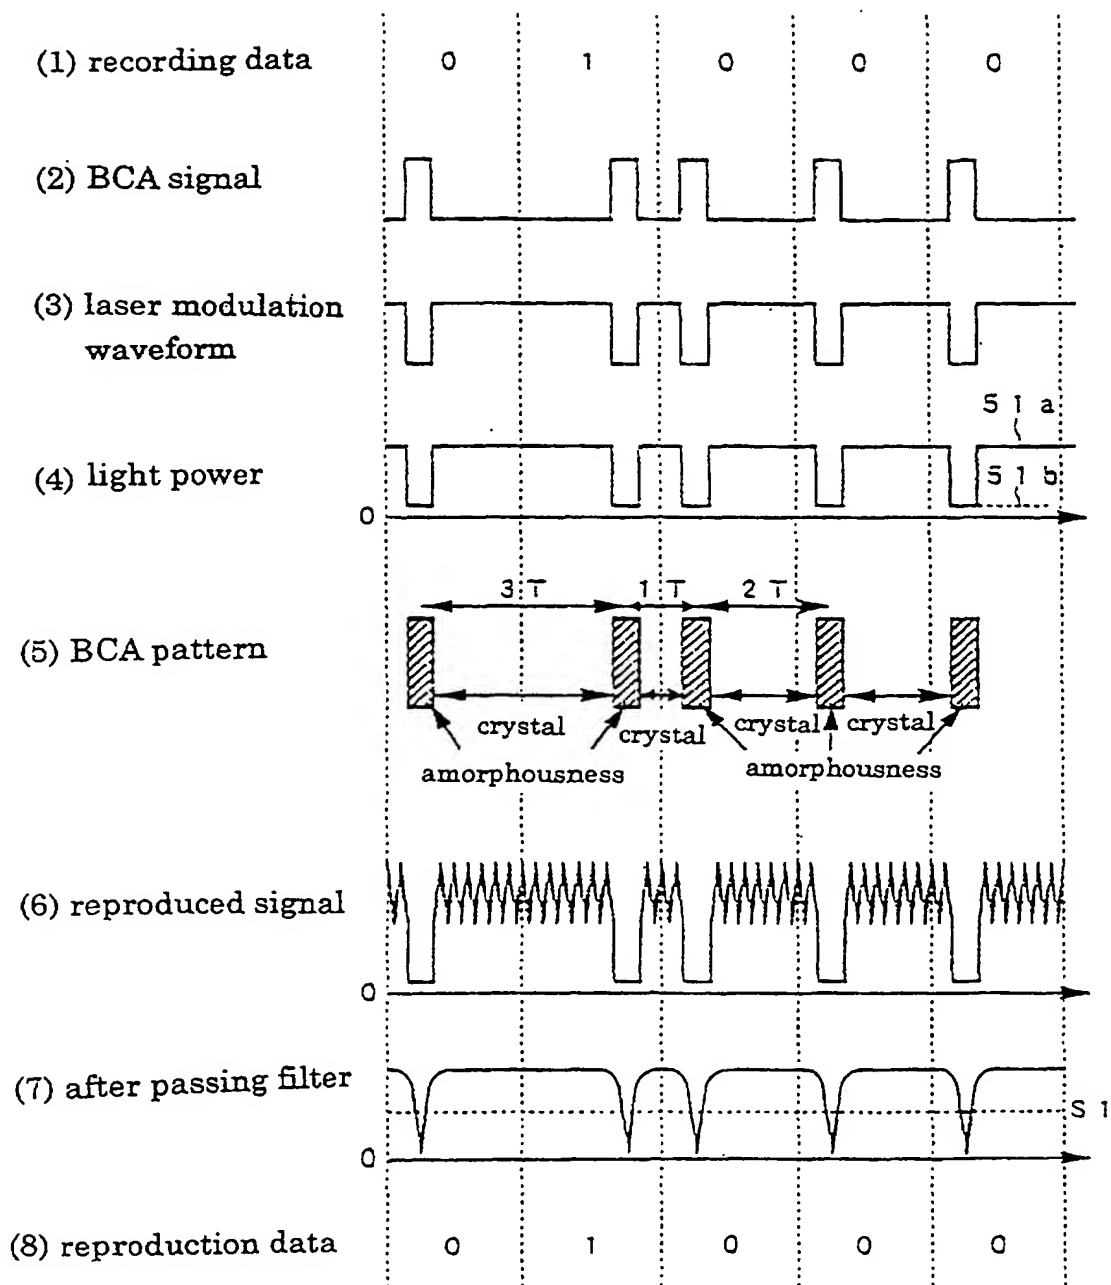 (1) recording data 0 1 0 0 0
(2) BCA signal
(3) laser modulation
waveform
S 1 a
(4) light power
S 1 b
0
3 T 1 T 2 T
(5) BCA pattern
crystal crystal crystal crystal
amorphousness amorphousness
(6) reproduced signal
0
(7) after passing filter
S 1
0
(8) reproduction data 0 1 0 0 0